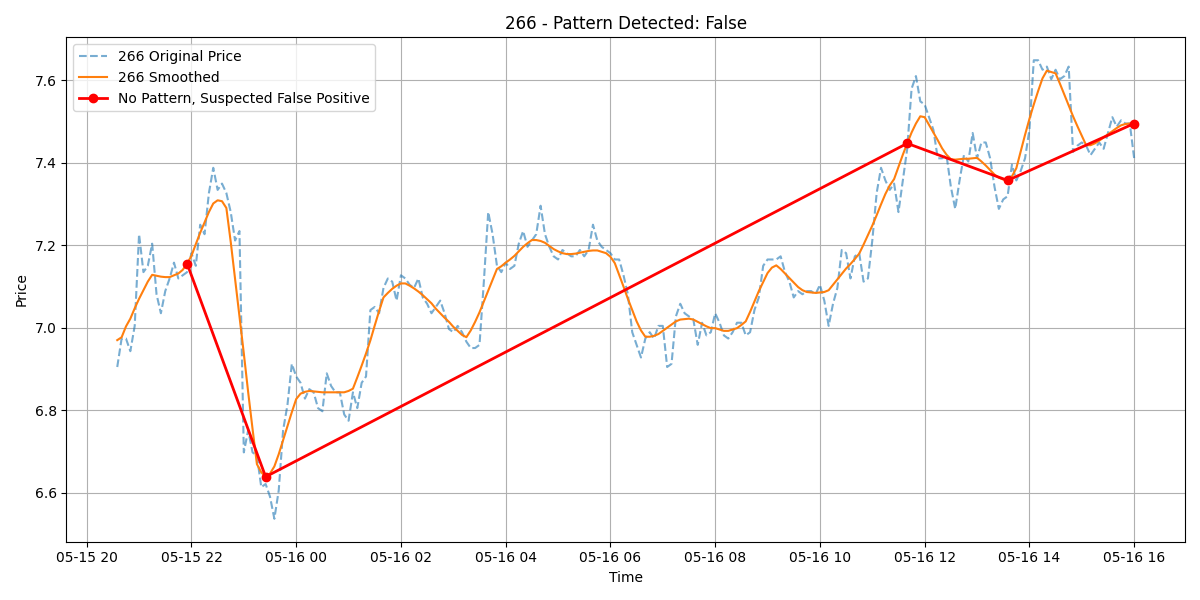 266 - Pattern Detected: False
266 Original Price
266 Smoothed
No Pattern, Suspected False Positive
Price
7.6
7.4
7.2
7.0
6.8
6.6
05-15 20 05-15 22 05-16 00 05-16 02 05-16 04 05-16 06 05-16 08 05-16 10 05-16 12 05-16 14 05-16 16
Time